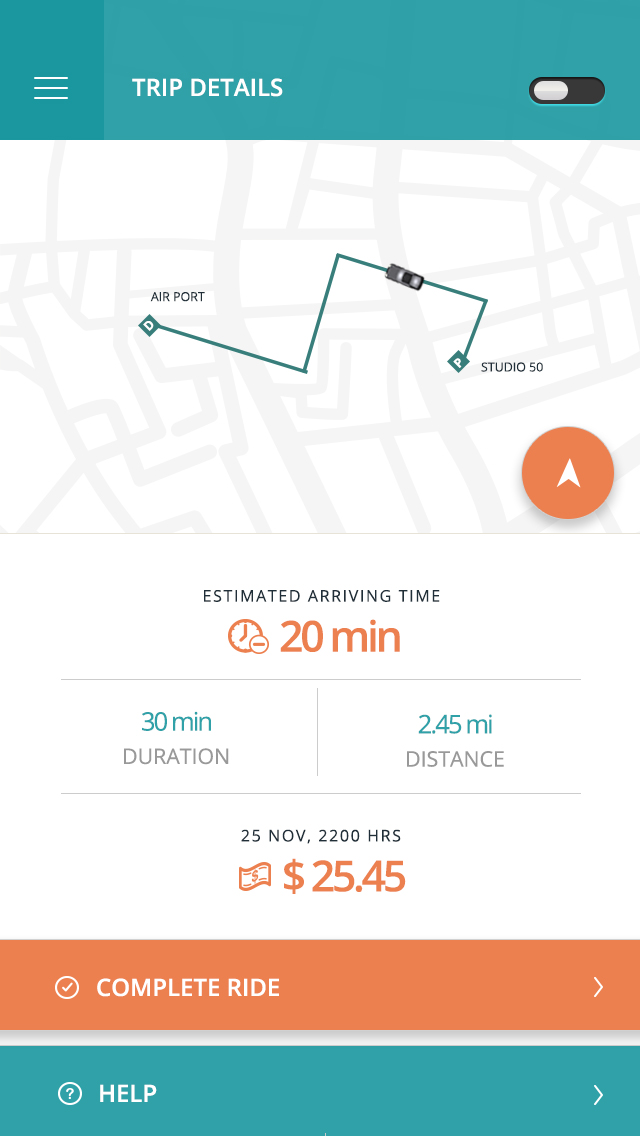 TRIP DETAILS
AIR PORT
D
P
STUDIO 50
ESTIMATED ARRIVING TIME
20 min
30 min
2.45 mi
DURATION
DISTANCE
25 NOV, 2200 HRS
$ 25.45
COMPLETE RIDE
HELP